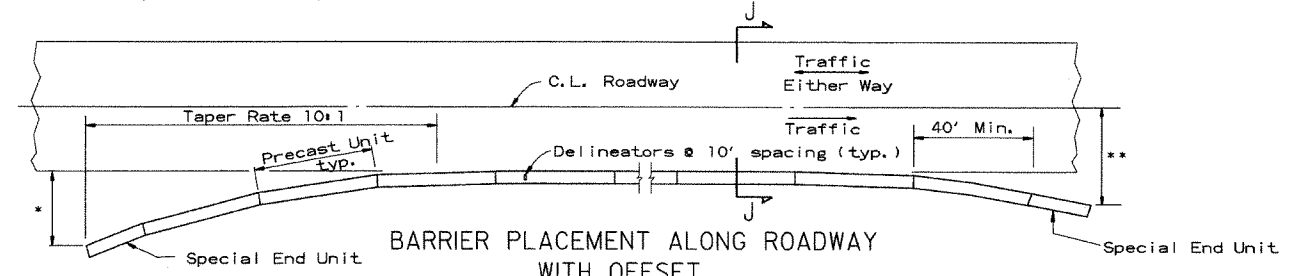 J
Traffic
Either Way
C.L. Roadway
Taper Rate 10:1
Traffic
40' Min.
Precast Unit
typ.
Delineators @ 10' spacing (typ.)
*
**
J
Special End Unit
BARRIER PLACEMENT ALONG ROADWAY
WITH OFFSET
Special End Unit